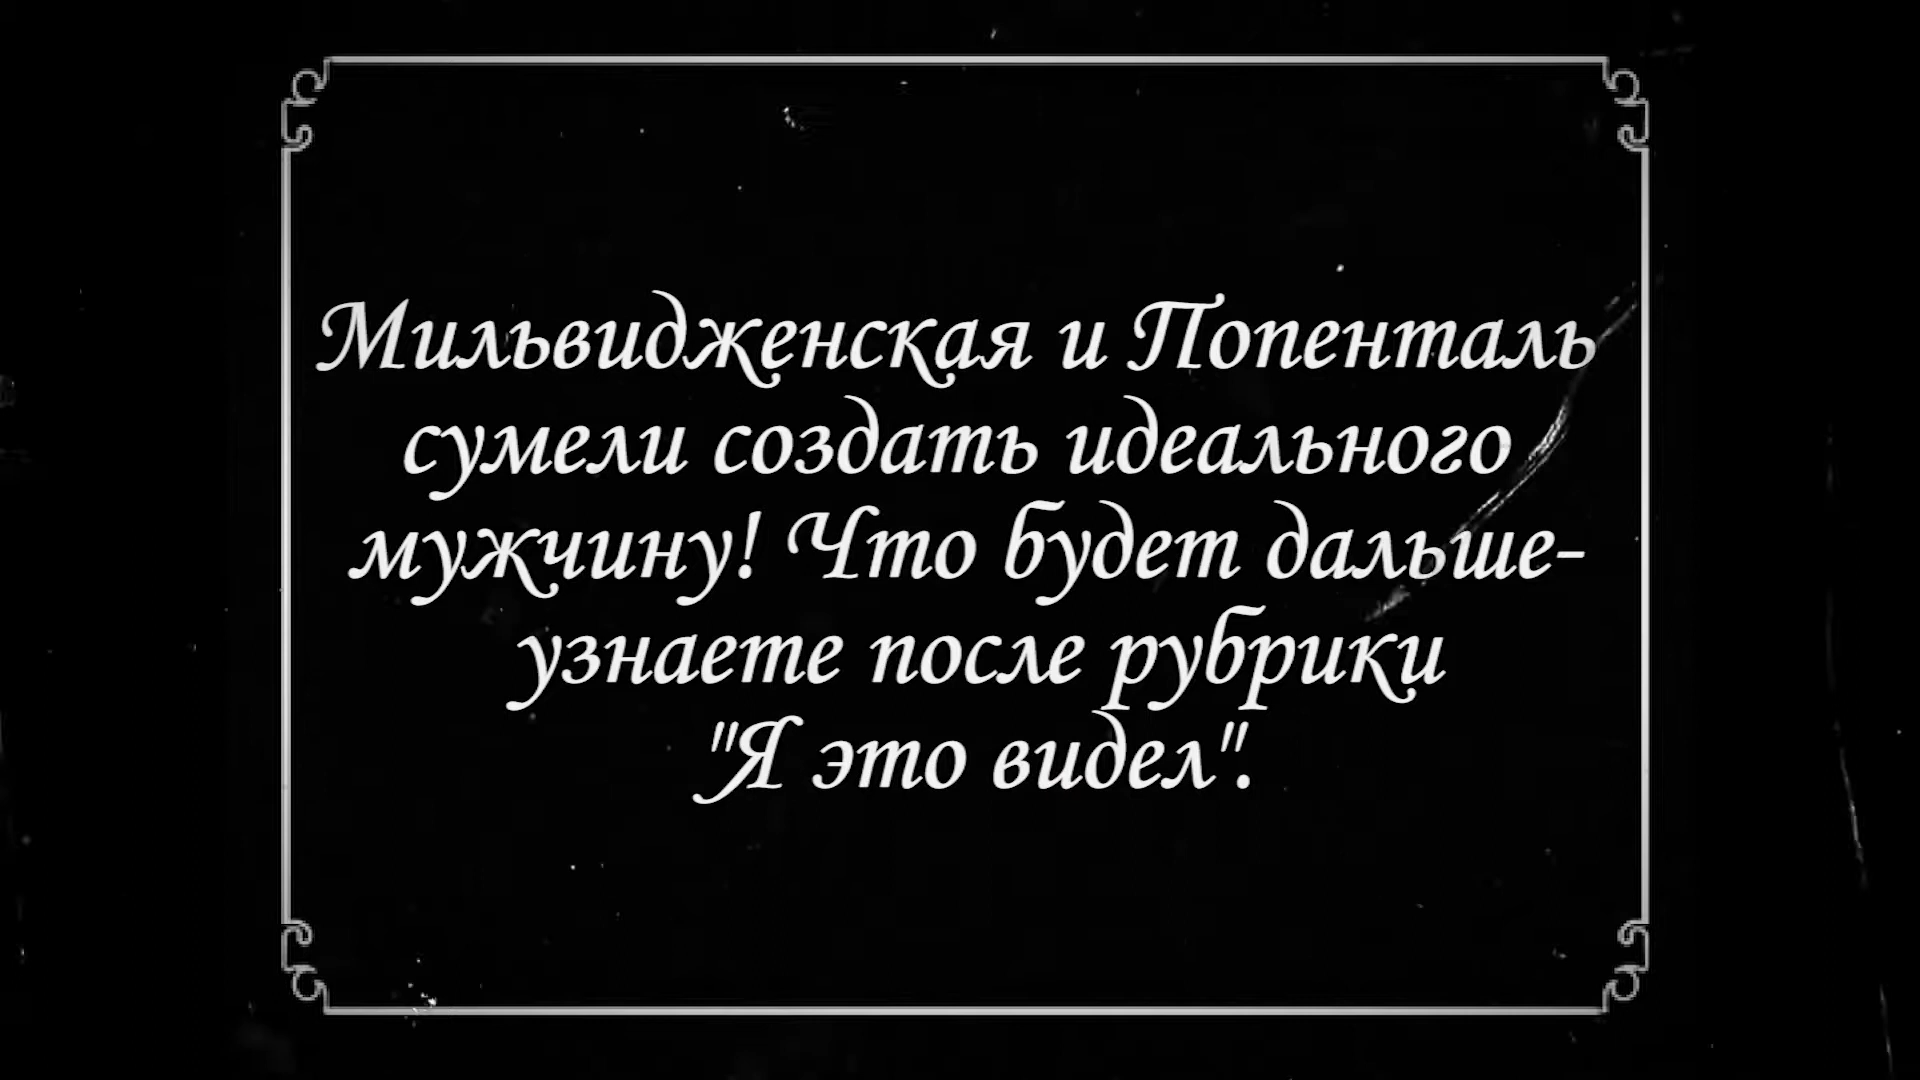 Мильвидженская и Попенталь
сумели создать идеального
мужчину! Что будет дальше-
узнаете после рубрики
"Я это видел".